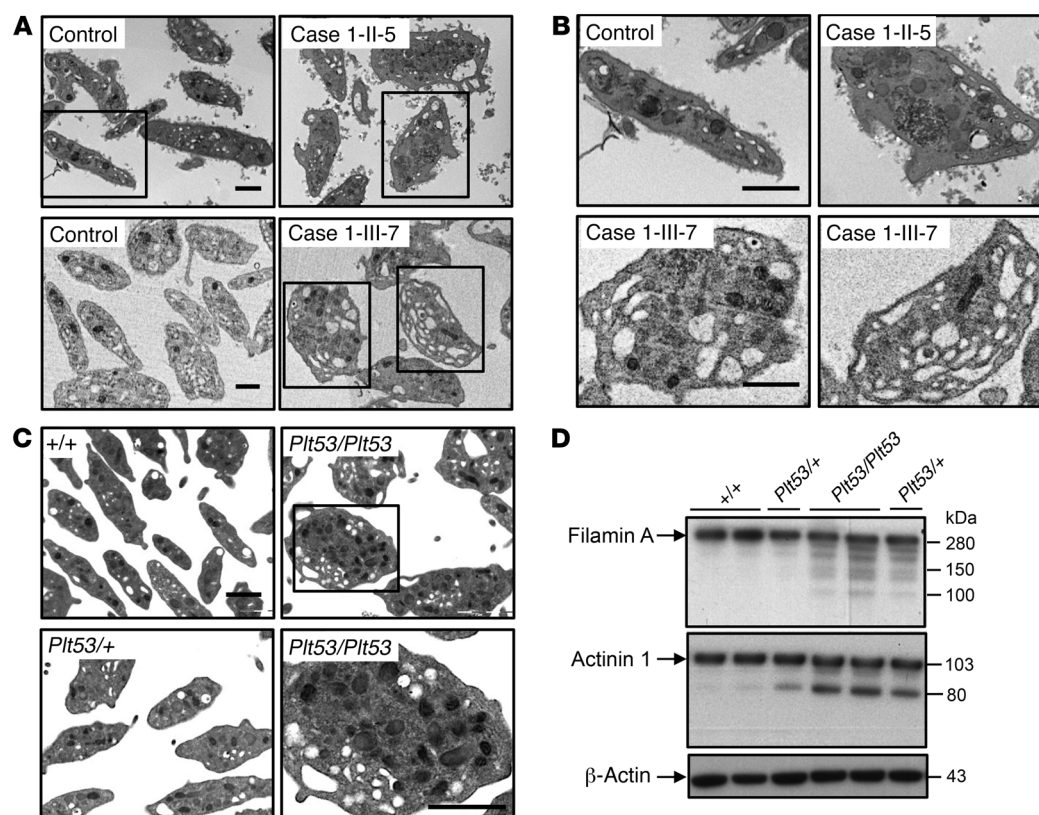 A
Control
Case 1-II-5
Control
Case 1-III-7
B
Control
Case 1-II-5
Case 1-III-7
Case 1-III-7
C
+/+
Plt53/Plt53
Plt53/+
Plt53/Plt53
D
+/+
Plt53/+
Plt53/Plt53
Plt53/+
kDa
Filamin A
280
150
100
Actinin 1
103
80
β-Actin
43